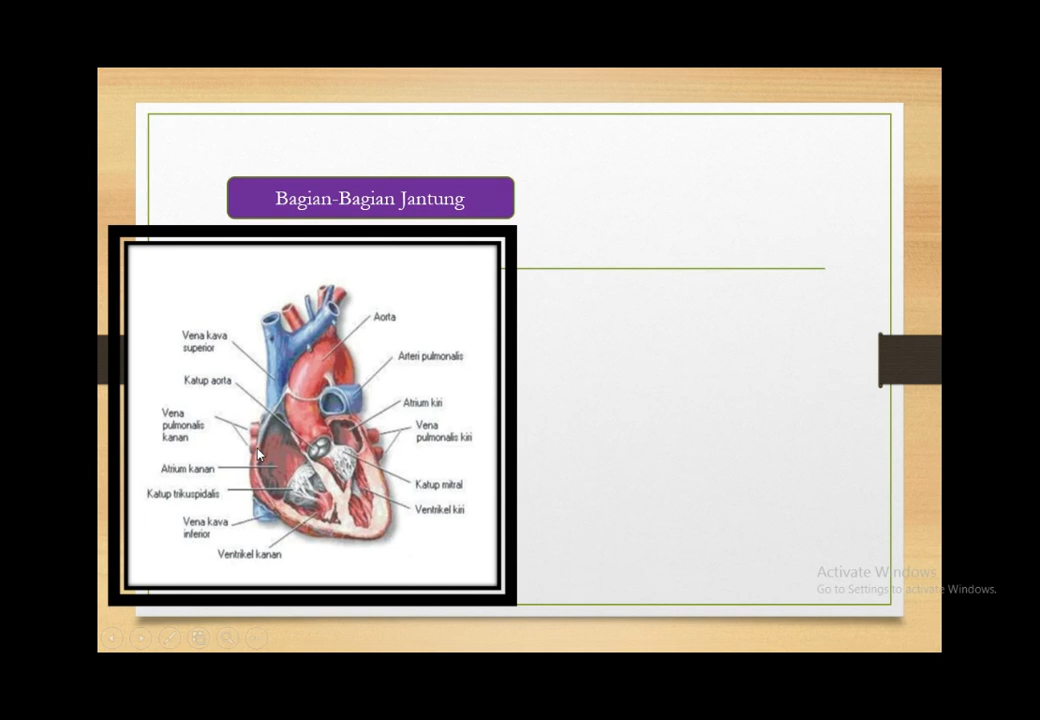 Bagian-Bagian Jantung
Aorta
Vena kava
superior
Arteri pulmonalis
Katup aorta
Atrium kiri
Vena
pulmonalis
kanan
Vena
pulmonalis kiri
Atrium kanan
Katup mitral
Katup trikuspidalis
Ventrikel kiri
Vena kava
inferior
Ventrikel kanan
Activate Windows
Go to Settings to activate Windows.